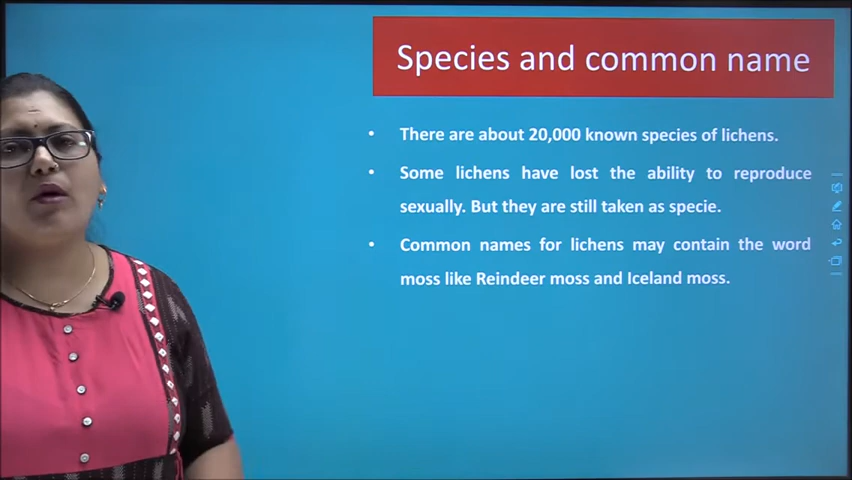 Species and common name
• There are about 20,000 known species of lichens.
• Some lichens have lost the ability to reproduce
sexually. But they are still taken as specie.
• Common names for lichens may contain the word
moss like Reindeer moss and Iceland moss.